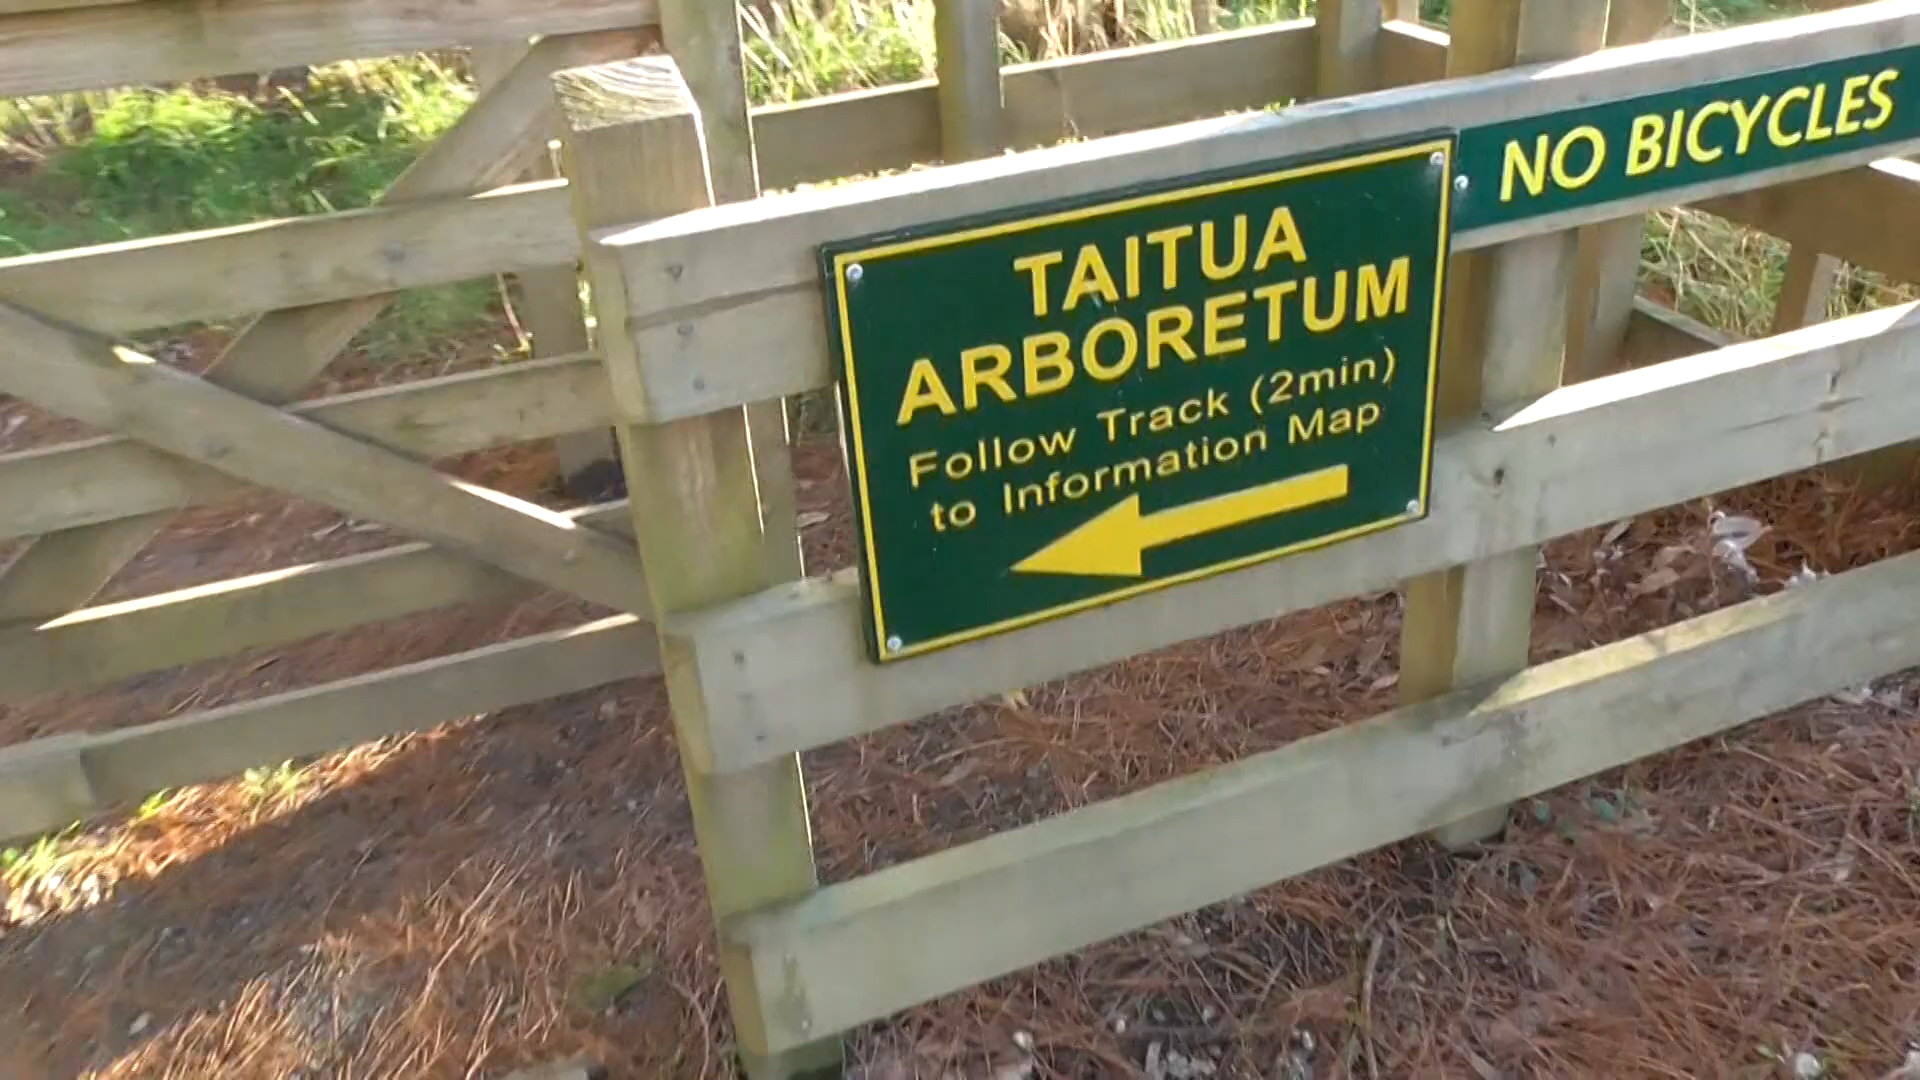 TAITUA
ARBORETUM
Follow Track (2min)
to Information Map
NO BICYCLES